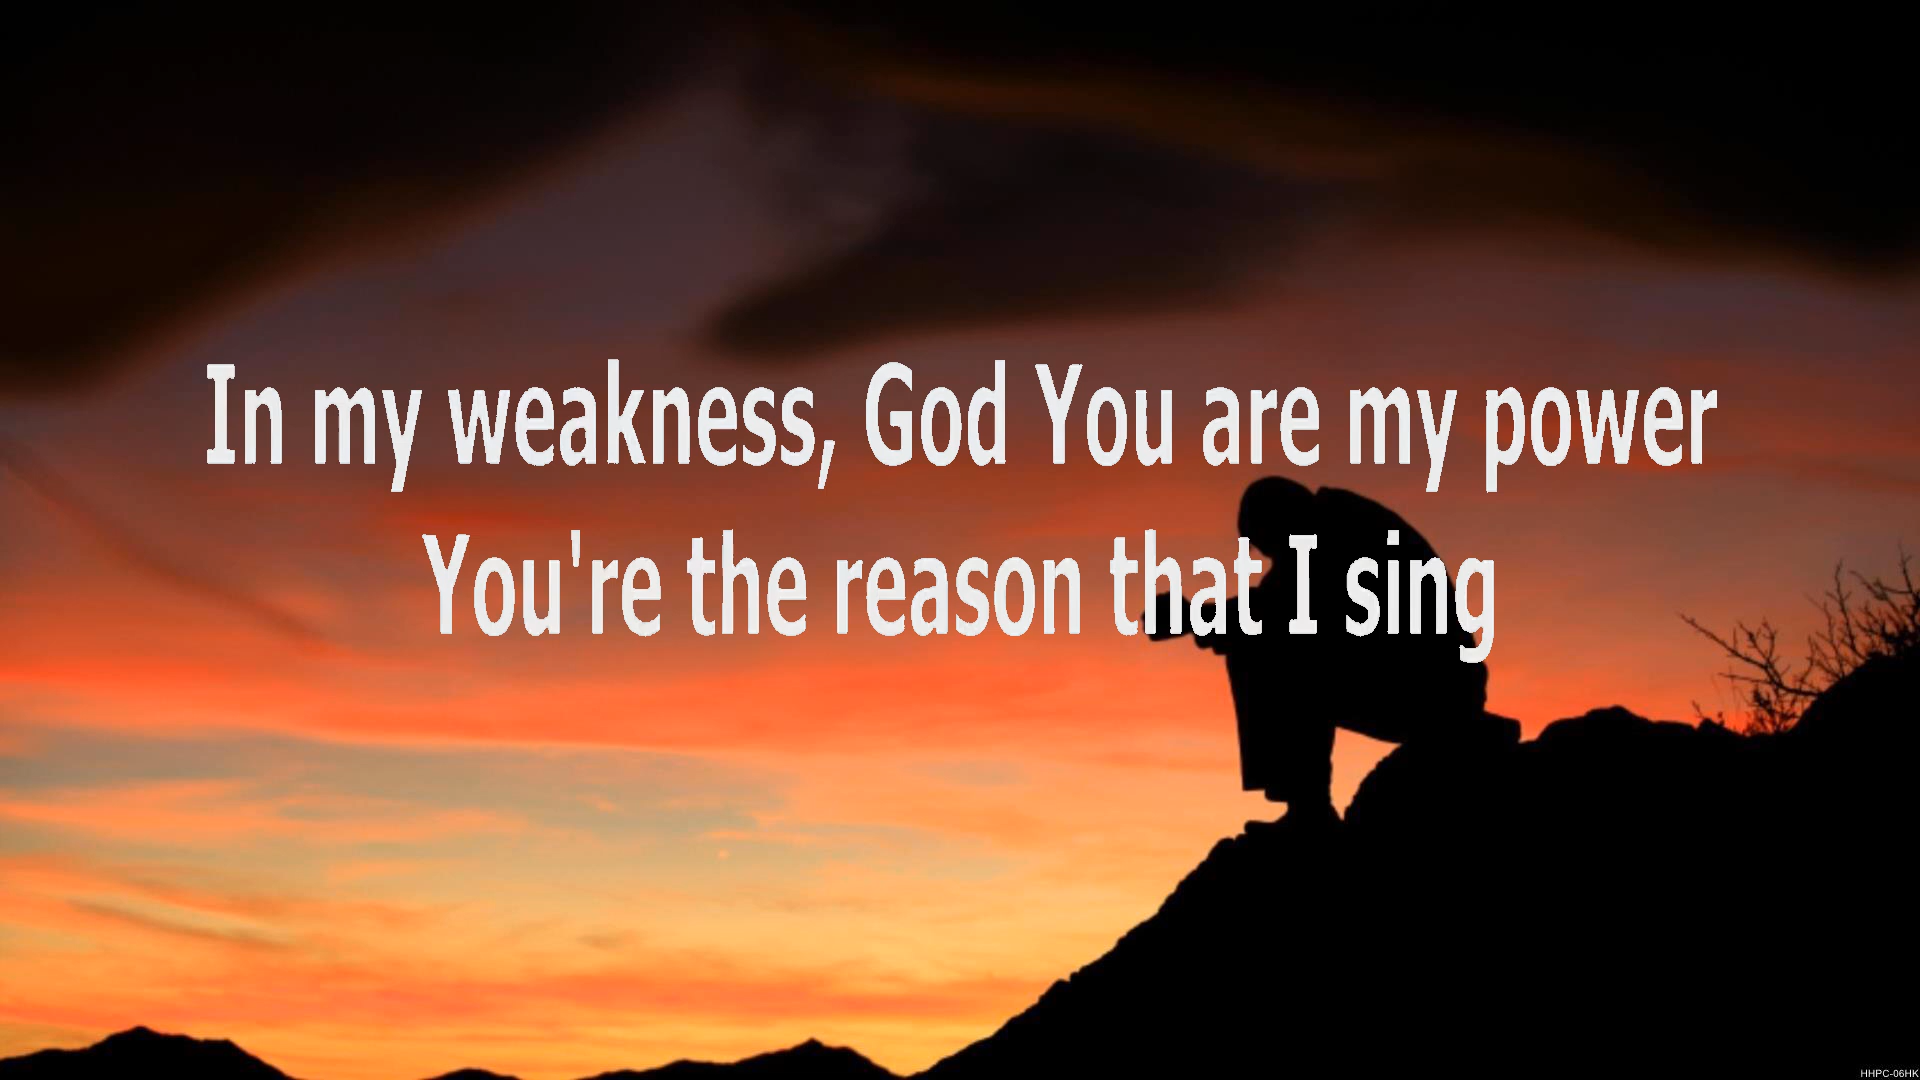 In my weakness, God You are my power
You're the reason that I sing
HHPC-06HK